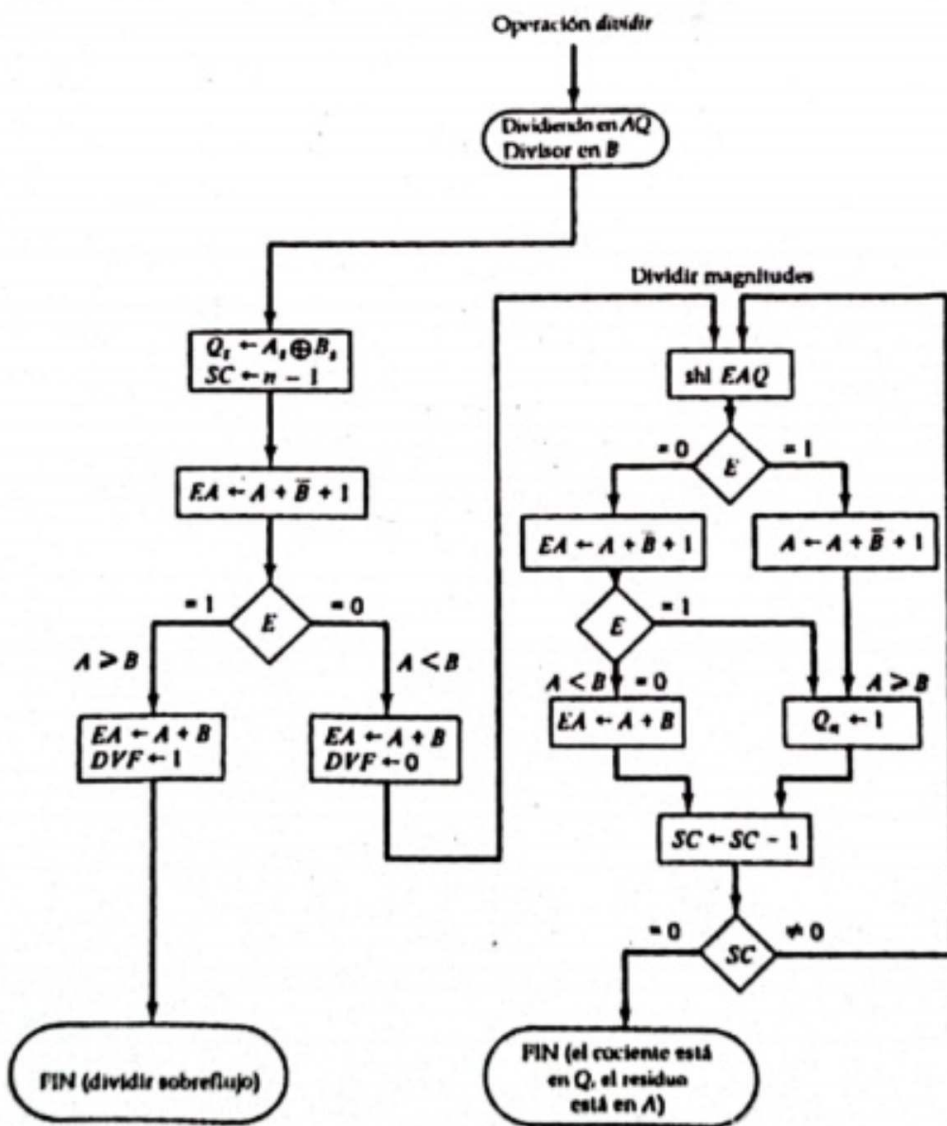 Operación dividir
Dividiendo en AQ
Divisor en B
Qₛ ← Aₛ ⊕ Bₛ
SC ← n − 1
EA ← A + B̅ + 1
E
= 1
= 0
A ⩾ B
A < B
EA ← A + B
DVF ← 1
EA ← A + B
DVF ← 0
FIN (dividir sobreflujo)
Dividir magnitudes
shl EAQ
E
= 0
= 1
EA ← A + B̅ + 1
A ← A + B̅ + 1
E
= 1
A < B
= 0
A ⩾ B
EA ← A + B
Qₙ ← 1
SC ← SC − 1
SC
= 0
≠ 0
FIN (el cociente está
en Q, el residuo
está en A)